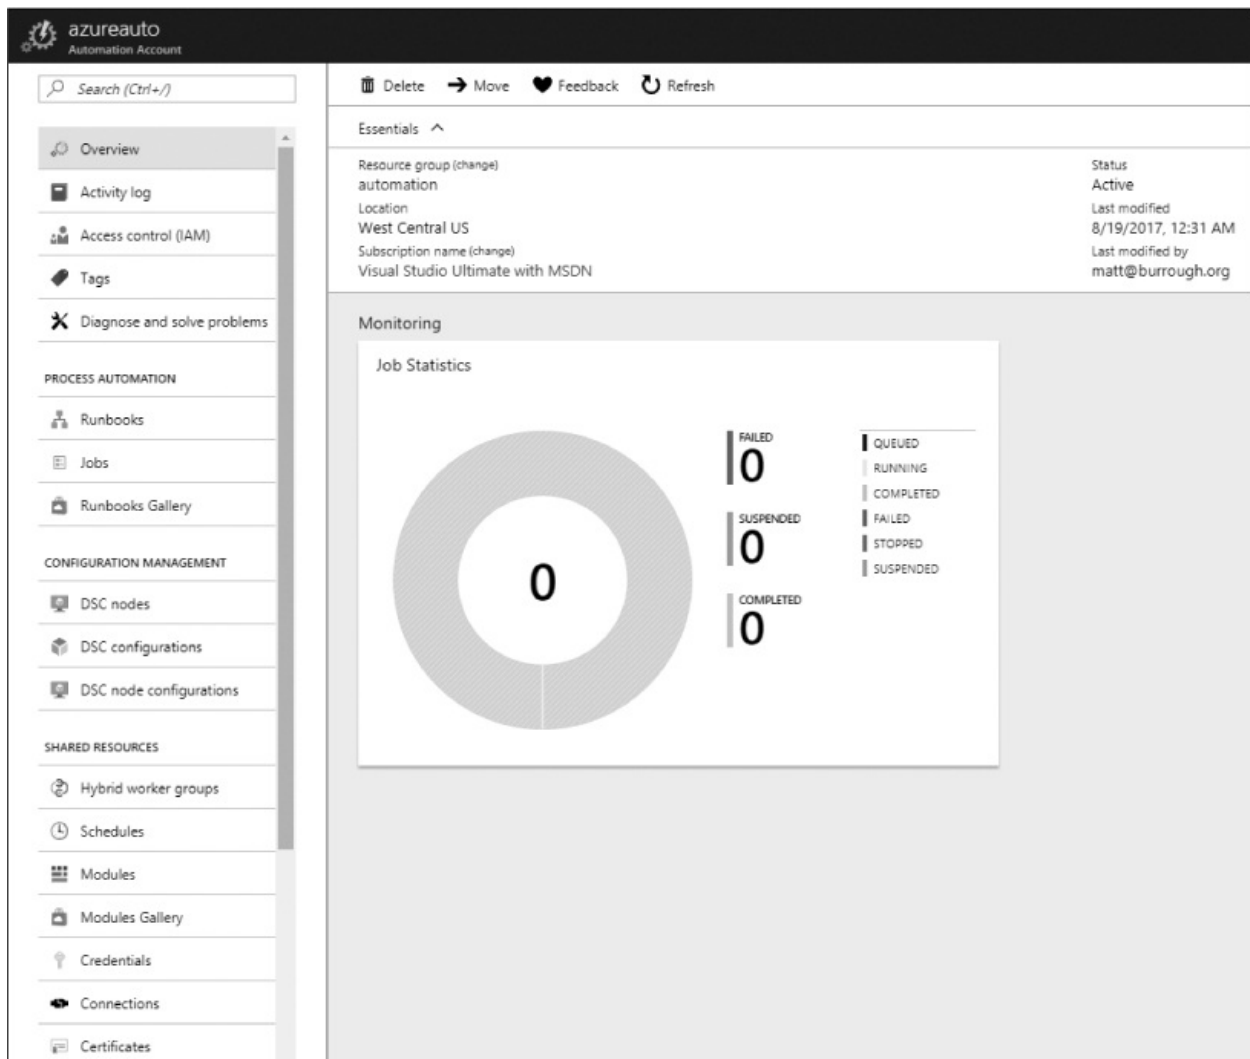 azureauto
Automation Account
Search (Ctrl+/)
Overview
Activity log
Access control (IAM)
Tags
Diagnose and solve problems
PROCESS AUTOMATION
Runbooks
Jobs
Runbooks Gallery
CONFIGURATION MANAGEMENT
DSC nodes
DSC configurations
DSC node configurations
SHARED RESOURCES
Hybrid worker groups
Schedules
Modules
Modules Gallery
Credentials
Connections
Certificates
Delete Move Feedback Refresh
Essentials
Resource group (change)
automation
Location
West Central US
Subscription name (change)
Visual Studio Ultimate with MSDN
Status
Active
Last modified
8/19/2017, 12:31 AM
Last modified by
matt@burrough.org
Monitoring
Job Statistics
0
FAILED
0
SUSPENDED
0
COMPLETED
0
QUEUED
RUNNING
COMPLETED
FAILED
STOPPED
SUSPENDED